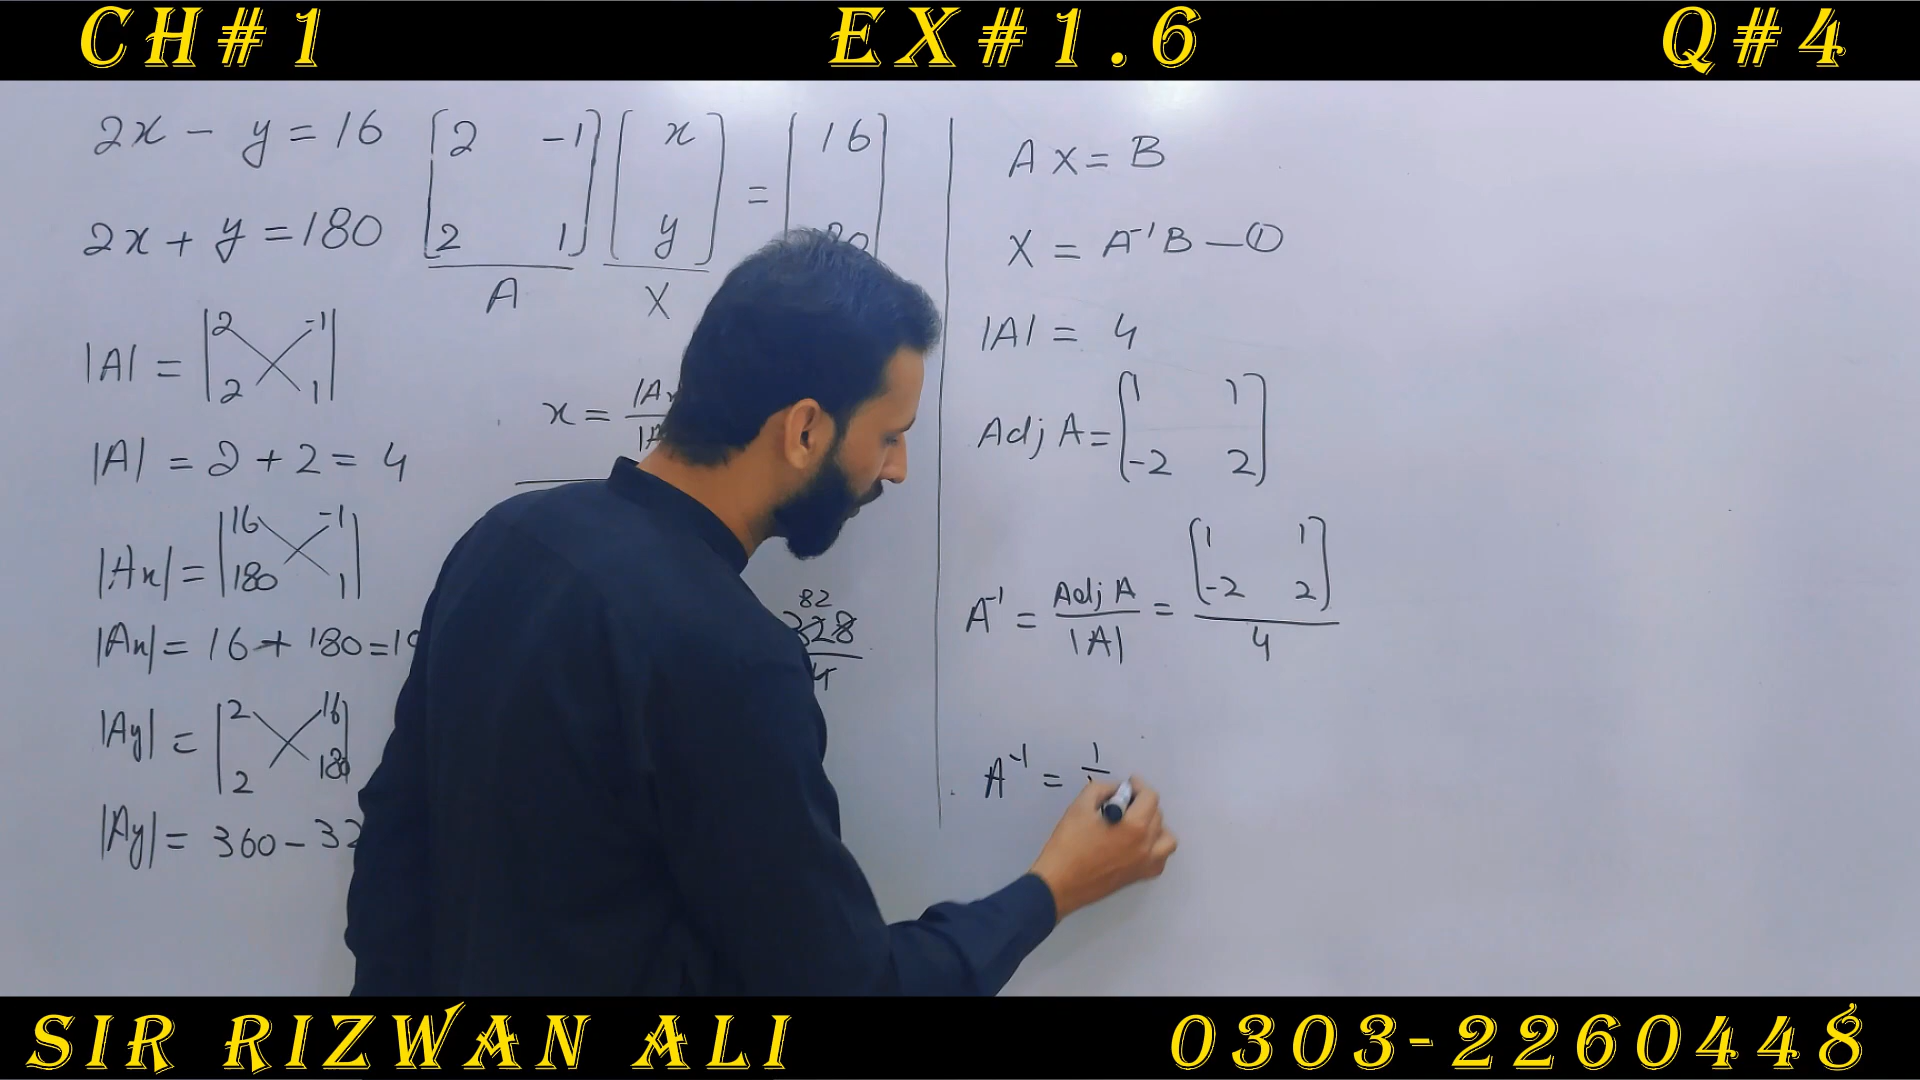 CH#1 EX#1.6 Q#4
2x - y = 16
2x + y = 180
[2 -1] [x] = [16]
[2 1] [y]
A X
|A| = |2 -1|
|2 1|
|A| = 2 + 2 = 4
|Ax| = |16 -1|
|180 1|
|Ax| = 16 + 180 =
|Ay| = |2 16|
|2 180|
|Ay| = 360 - 32
x = |Ax|
82
328
4
AX = B
X = A⁻¹B — ①
|A| = 4
Adj A = [1 1]
[-2 2]
A⁻¹ = Adj A / |A| = [1 1]
[-2 2]
4
A⁻¹ = 1
SIR RIZWAN ALI 0303-2260448